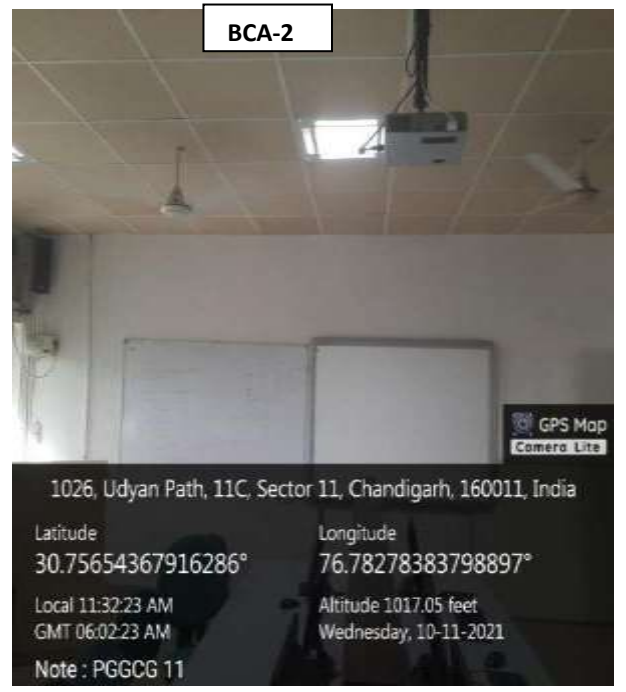 BCA-2
GPS Map
Camera Lite
1026, Udyan Path, 11C, Sector 11, Chandigarh, 160011, India
Latitude
30.75654367916286°
Longitude
76.78278383798897°
Local 11:32:23 AM
GMT 06:02:23 AM
Altitude 1017.05 feet
Wednesday, 10-11-2021
Note : PGGCG 11